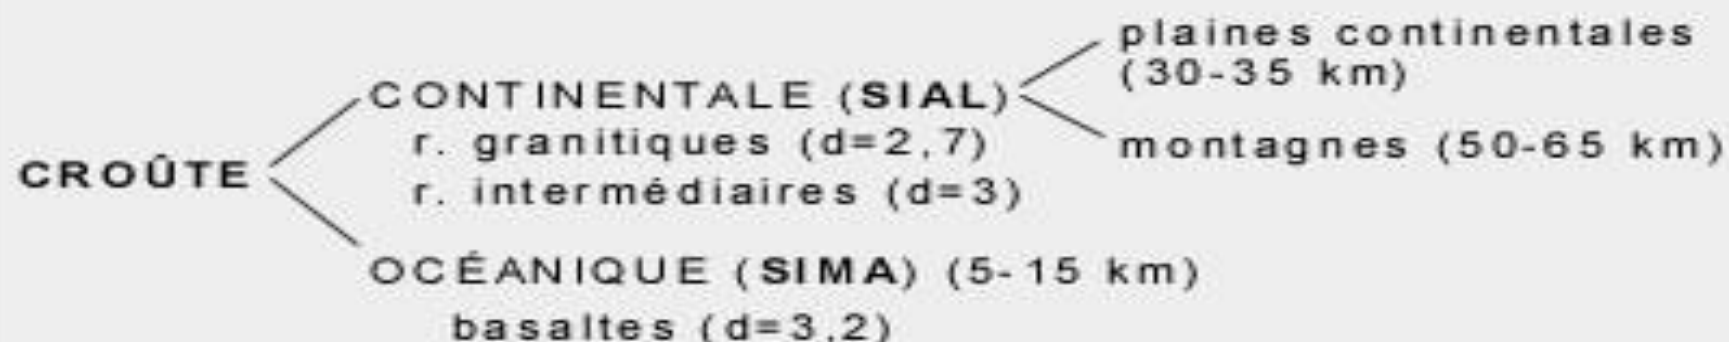 plaines continentales
(30-35 km)
CONTINENTALE (SIAL)
r. granitiques (d=2,7)
montagnes (50-65 km)
CROÛTE
r. intermédiaires (d=3)
OCÉANIQUE (SIMA) (5-15 km)
basaltes (d=3,2)